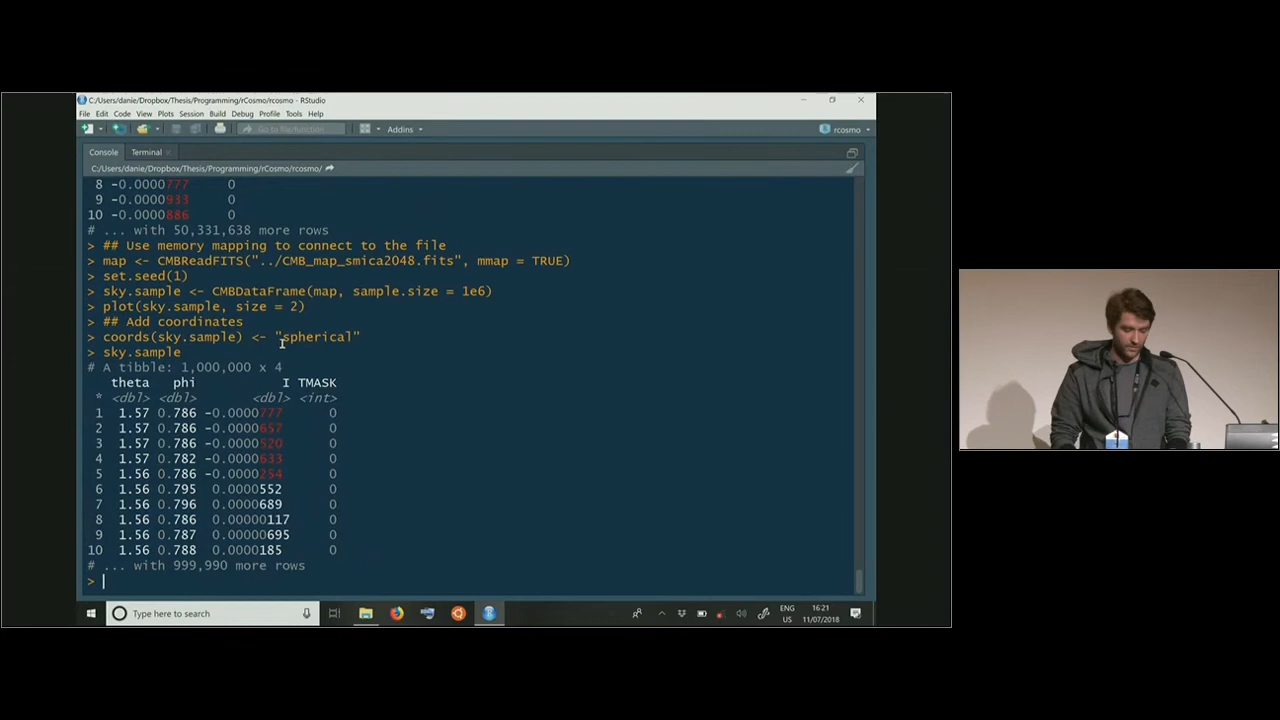 C:/Users/danie/Dropbox/Thesis/Programming/rCosmo/rcosmo - RStudio
File Edit Code View Plots Session Build Debug Profile Tools Help
Go to file/function Addins rcosmo
Console Terminal
C:/Users/danie/Dropbox/Thesis/Programming/rCosmo/rcosmo/
8 -0.0000777 0
9 -0.0000933 0
10 -0.0000886 0
# ... with 50,331,638 more rows
> ## Use memory mapping to connect to the file
> map <- CMBReadFITS("../CMB_map_smica2048.fits", mmap = TRUE)
> set.seed(1)
> sky.sample <- CMBDataFrame(map, sample.size = 1e6)
> plot(sky.sample, size = 2)
> ## Add coordinates
> coords(sky.sample) <- "spherical"
> sky.sample
# A tibble: 1,000,000 x 4
theta phi I TMASK
* <dbl> <dbl> <dbl> <int>
1 1.57 0.786 -0.0000777 0
2 1.57 0.786 -0.0000657 0
3 1.57 0.786 -0.0000520 0
4 1.57 0.782 -0.0000633 0
5 1.56 0.786 -0.0000254 0
6 1.56 0.795 0.0000552 0
7 1.56 0.796 0.0000689 0
8 1.56 0.786 0.00000117 0
9 1.56 0.787 0.00000695 0
10 1.56 0.788 0.0000185 0
# ... with 999,990 more rows
>
Type here to search
ENG
US
16:21
11/07/2018